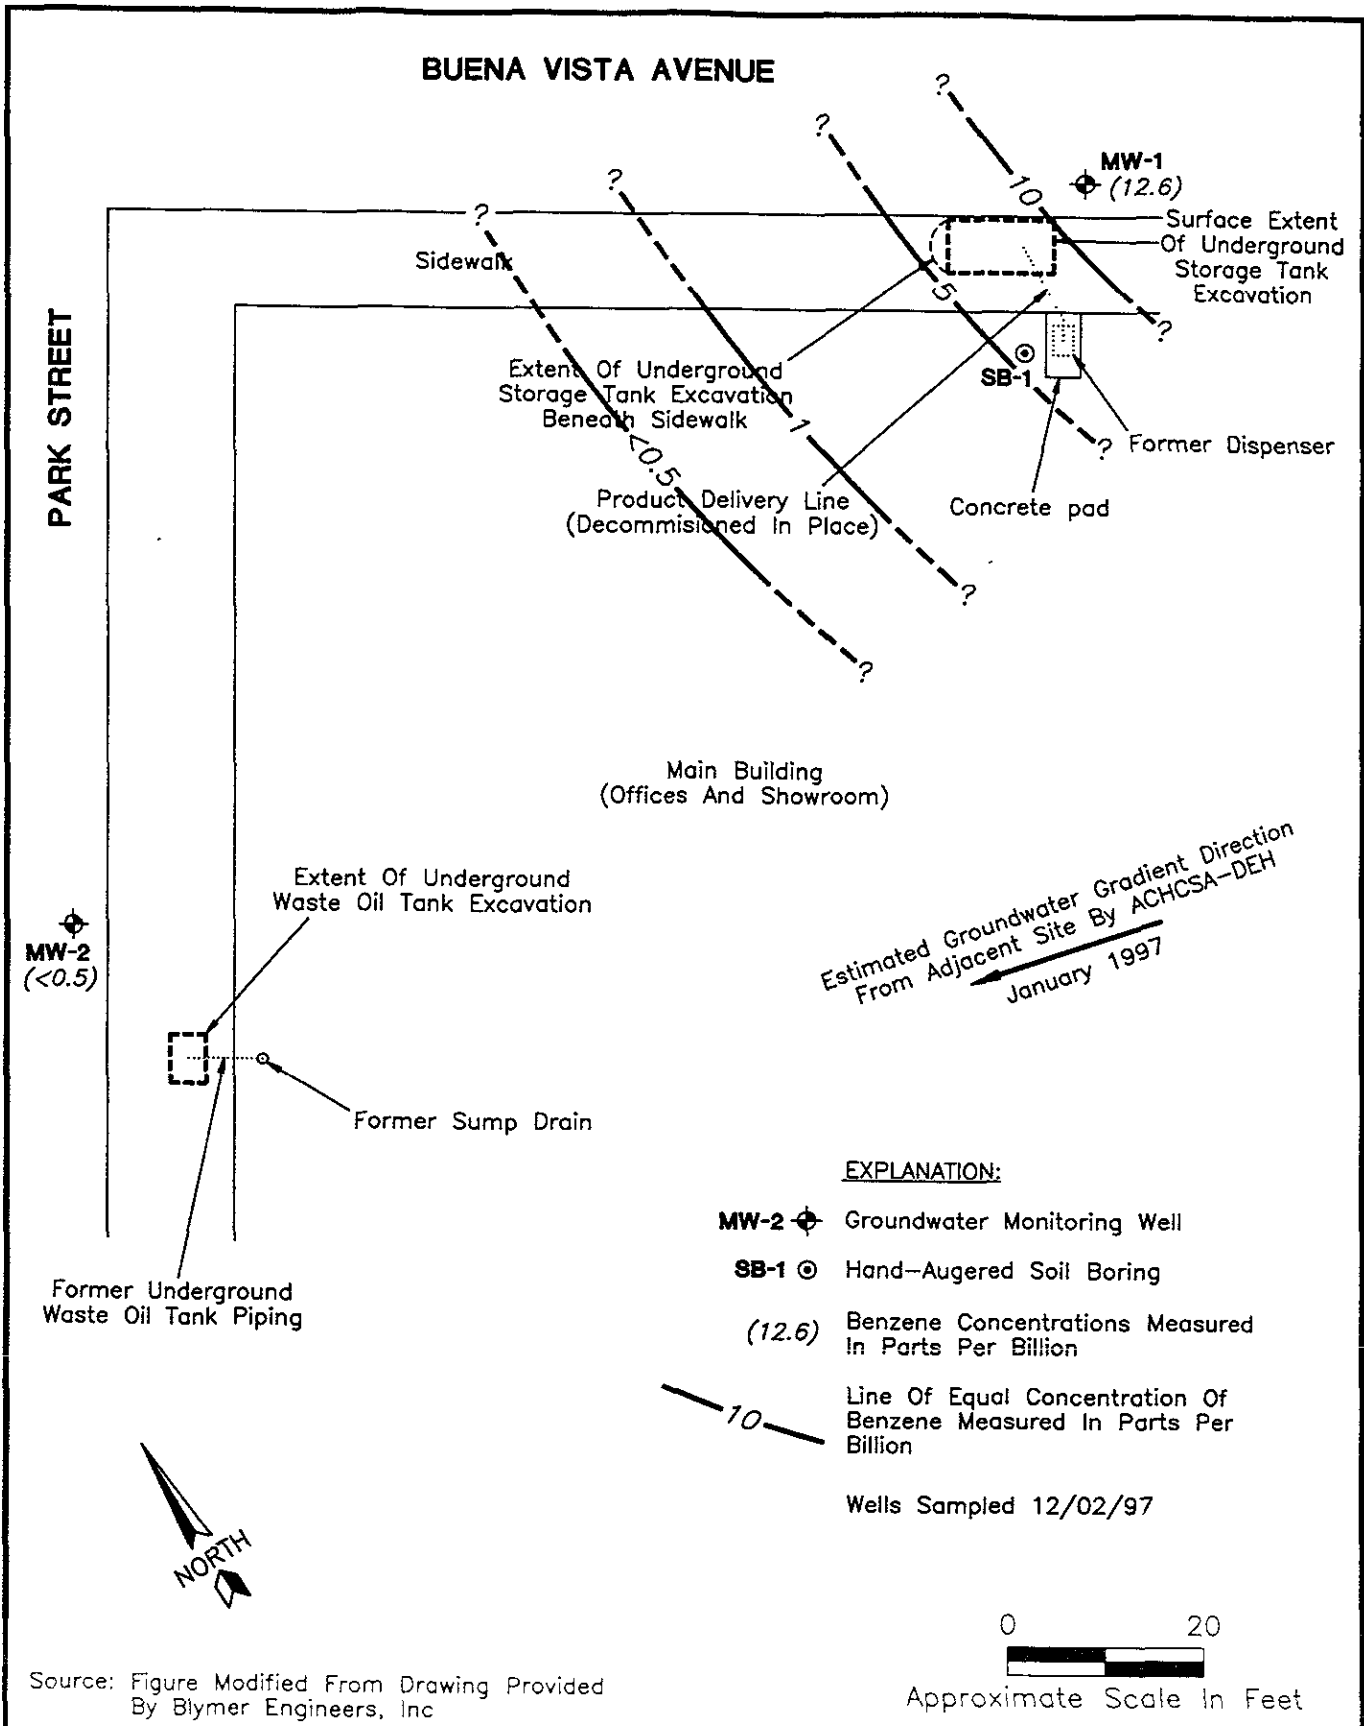 BUENA VISTA AVENUE
?
?
?
?
MW-1
(12.6)
10
Surface Extent
Of Underground
Storage Tank
Excavation
Sidewalk
5
?
PARK STREET
Extent Of Underground
Storage Tank Excavation
Beneath Sidewalk
SB-1
1
<0.5
?
Former Dispenser
Product Delivery Line
(Decommisioned In Place)
Concrete pad
?
?
Main Building
(Offices And Showroom)
Extent Of Underground
Waste Oil Tank Excavation
Estimated Groundwater Gradient Direction
From Adjacent Site By ACHCSA-DEH
January 1997
MW-2
(<0.5)
Former Sump Drain
Former Underground
Waste Oil Tank Piping
EXPLANATION:
MW-2 Groundwater Monitoring Well
SB-1 Hand-Augered Soil Boring
(12.6) Benzene Concentrations Measured
In Parts Per Billion
10
Line Of Equal Concentration Of
Benzene Measured In Parts Per
Billion
Wells Sampled 12/02/97
NORTH
0 20
Approximate Scale In Feet
Source: Figure Modified From Drawing Provided
By Blymer Engineers, Inc